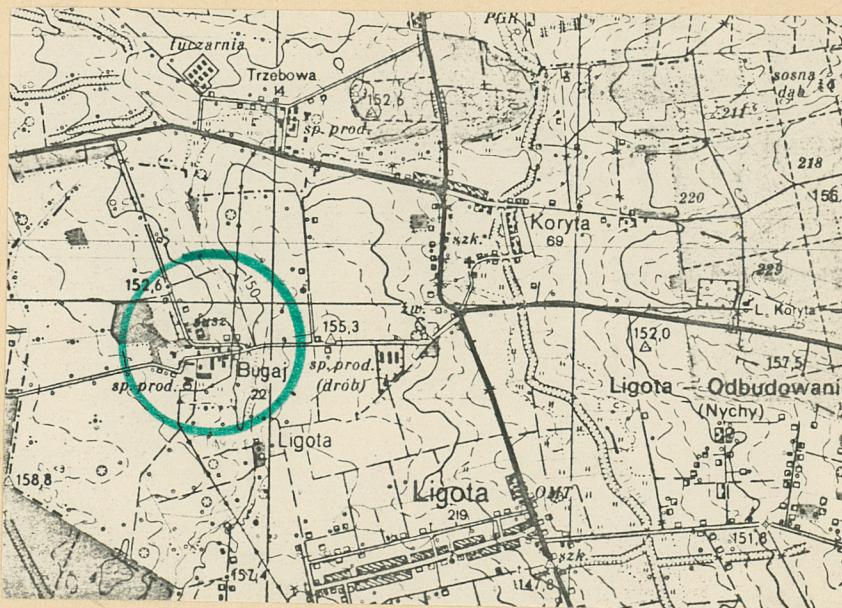 PGR
tuczarnia
Trzebowa
14
152,6
sp. prod.
sosna
dąb
211
218
156
220
Koryta
69
szk.
229
152,6
150
L. Koryta
susz.
155,3
żw.
152,0
157,5
sp. prod.
Bugaj
22
sp. prod.
(drób)
Ligota – Odbudowani
(Nychy)
Ligota
158,8
Ligota
219
OMT
151,8
szk.
157,4
147,8